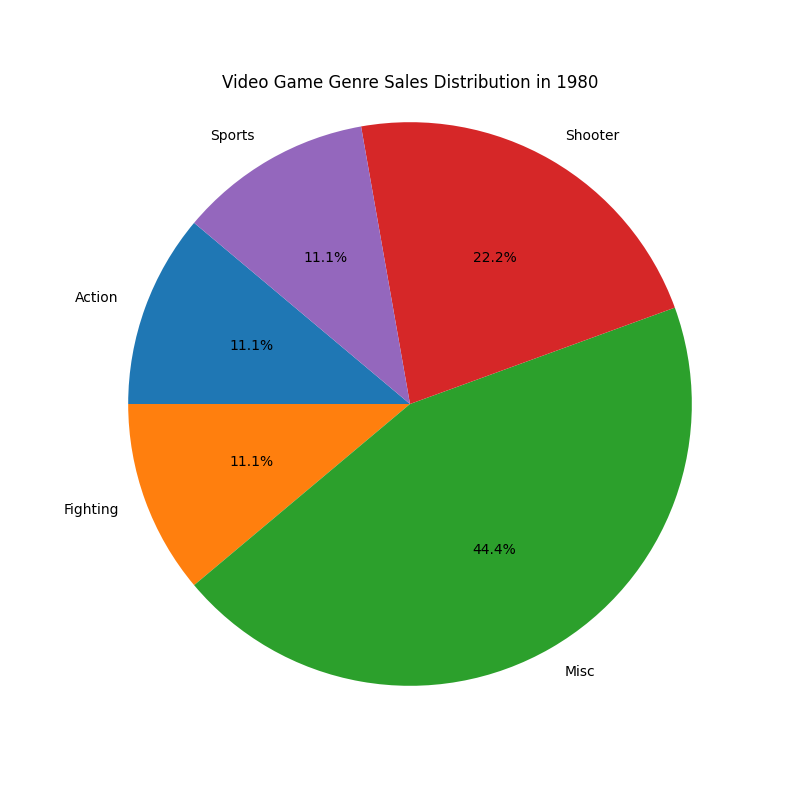 Video Game Genre Sales Distribution in 1980
Sports
Shooter
11.1%
22.2%
Action
11.1%
11.1%
Fighting
44.4%
Misc